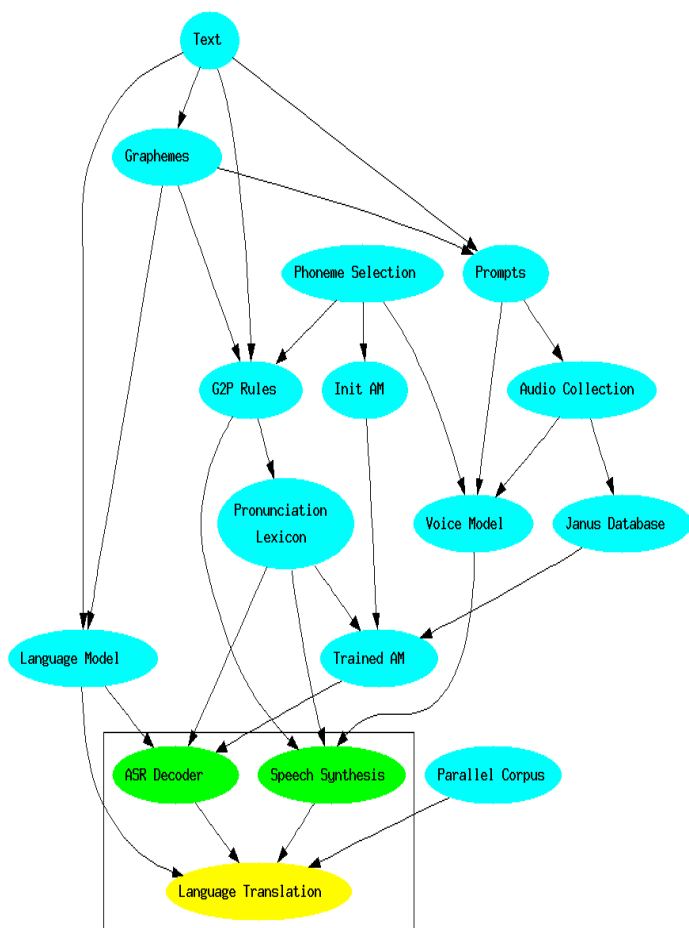 Text
Graphemes
Phoneme Selection
Prompts
G2P Rules
Init AM
Audio Collection
Pronunciation
Lexicon
Voice Model
Janus Database
Language Model
Trained AM
ASR Decoder
Speech Synthesis
Parallel Corpus
Language Translation